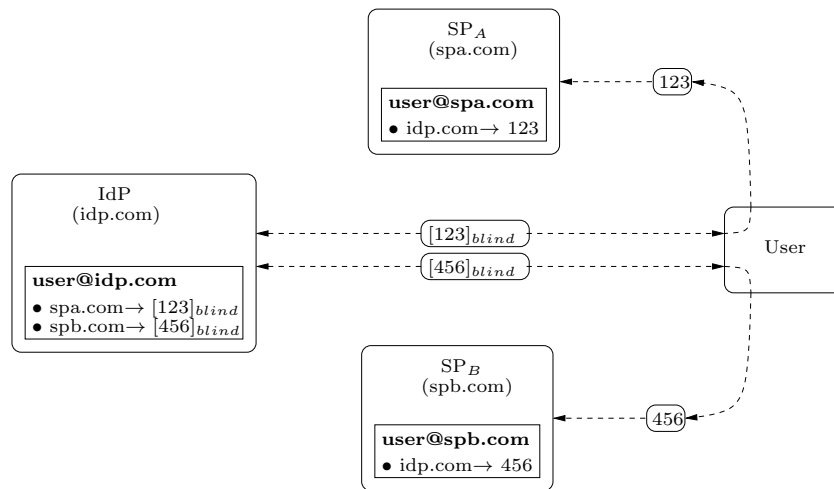 SP_A
(spa.com)
123
user@spa.com
• idp.com→ 123
IdP
(idp.com)
[123]_blind
User
[456]_blind
user@idp.com
• spa.com→ [123]_blind
• spb.com→ [456]_blind
SP_B
(spb.com)
456
user@spb.com
• idp.com→ 456